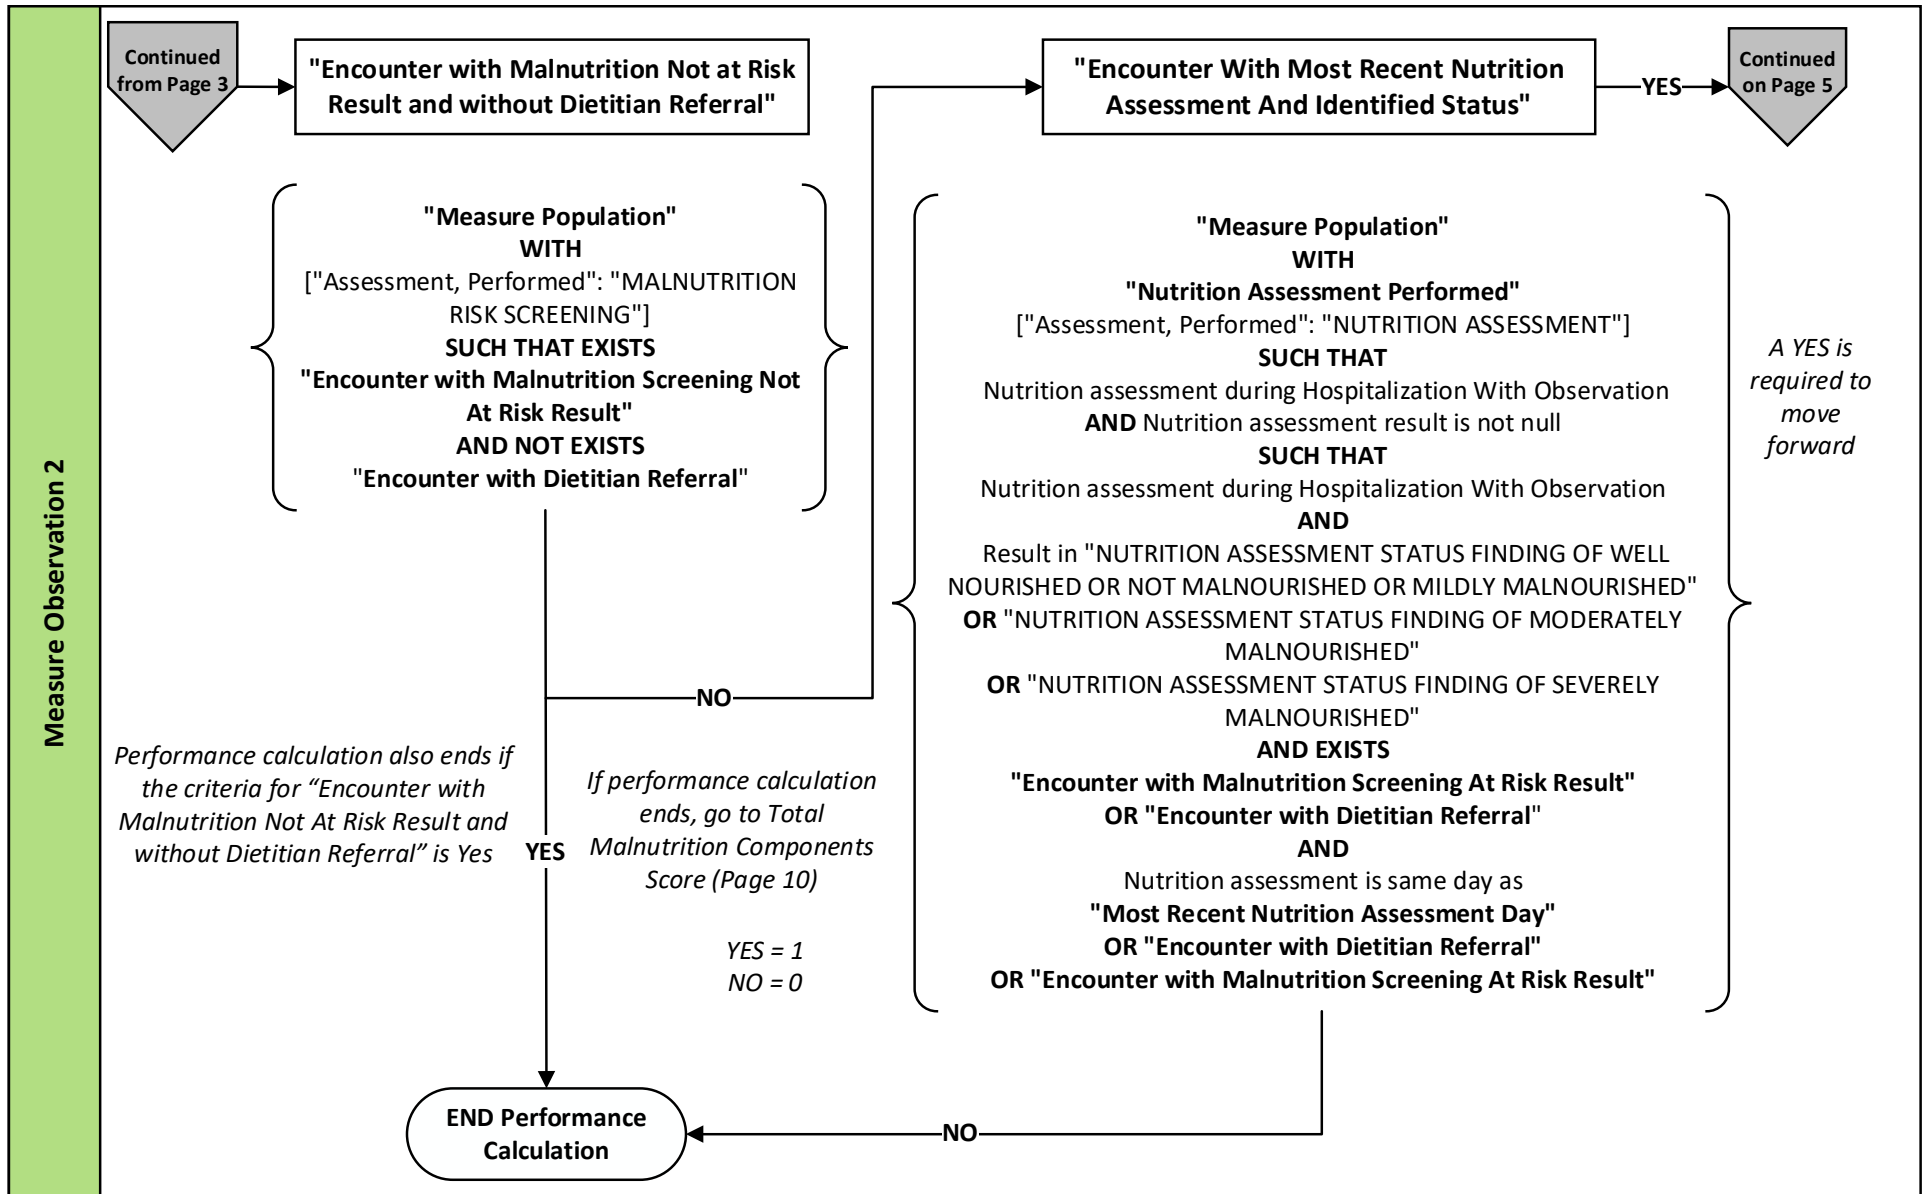 Measure Observation 2
Continued
from Page 3
"Encounter with Malnutrition Not at Risk
Result and without Dietitian Referral"
"Encounter With Most Recent Nutrition
Assessment And Identified Status"
YES
Continued
on Page 5
"Measure Population"
WITH
["Assessment, Performed": "MALNUTRITION
RISK SCREENING"]
SUCH THAT EXISTS
"Encounter with Malnutrition Screening Not
At Risk Result"
AND NOT EXISTS
"Encounter with Dietitian Referral"
NO
Performance calculation also ends if
the criteria for “Encounter with
Malnutrition Not At Risk Result and
without Dietitian Referral” is Yes
YES
If performance calculation
ends, go to Total
Malnutrition Components
Score (Page 10)
YES = 1
NO = 0
"Measure Population"
WITH
"Nutrition Assessment Performed"
["Assessment, Performed": "NUTRITION ASSESSMENT"]
SUCH THAT
Nutrition assessment during Hospitalization With Observation
AND Nutrition assessment result is not null
SUCH THAT
Nutrition assessment during Hospitalization With Observation
AND
Result in "NUTRITION ASSESSMENT STATUS FINDING OF WELL
NOURISHED OR NOT MALNOURISHED OR MILDLY MALNOURISHED"
OR "NUTRITION ASSESSMENT STATUS FINDING OF MODERATELY
MALNOURISHED"
OR "NUTRITION ASSESSMENT STATUS FINDING OF SEVERELY
MALNOURISHED"
AND EXISTS
"Encounter with Malnutrition Screening At Risk Result"
OR "Encounter with Dietitian Referral"
AND
Nutrition assessment is same day as
"Most Recent Nutrition Assessment Day"
OR "Encounter with Dietitian Referral"
OR "Encounter with Malnutrition Screening At Risk Result"
A YES is
required to
move
forward
NO
END Performance
Calculation